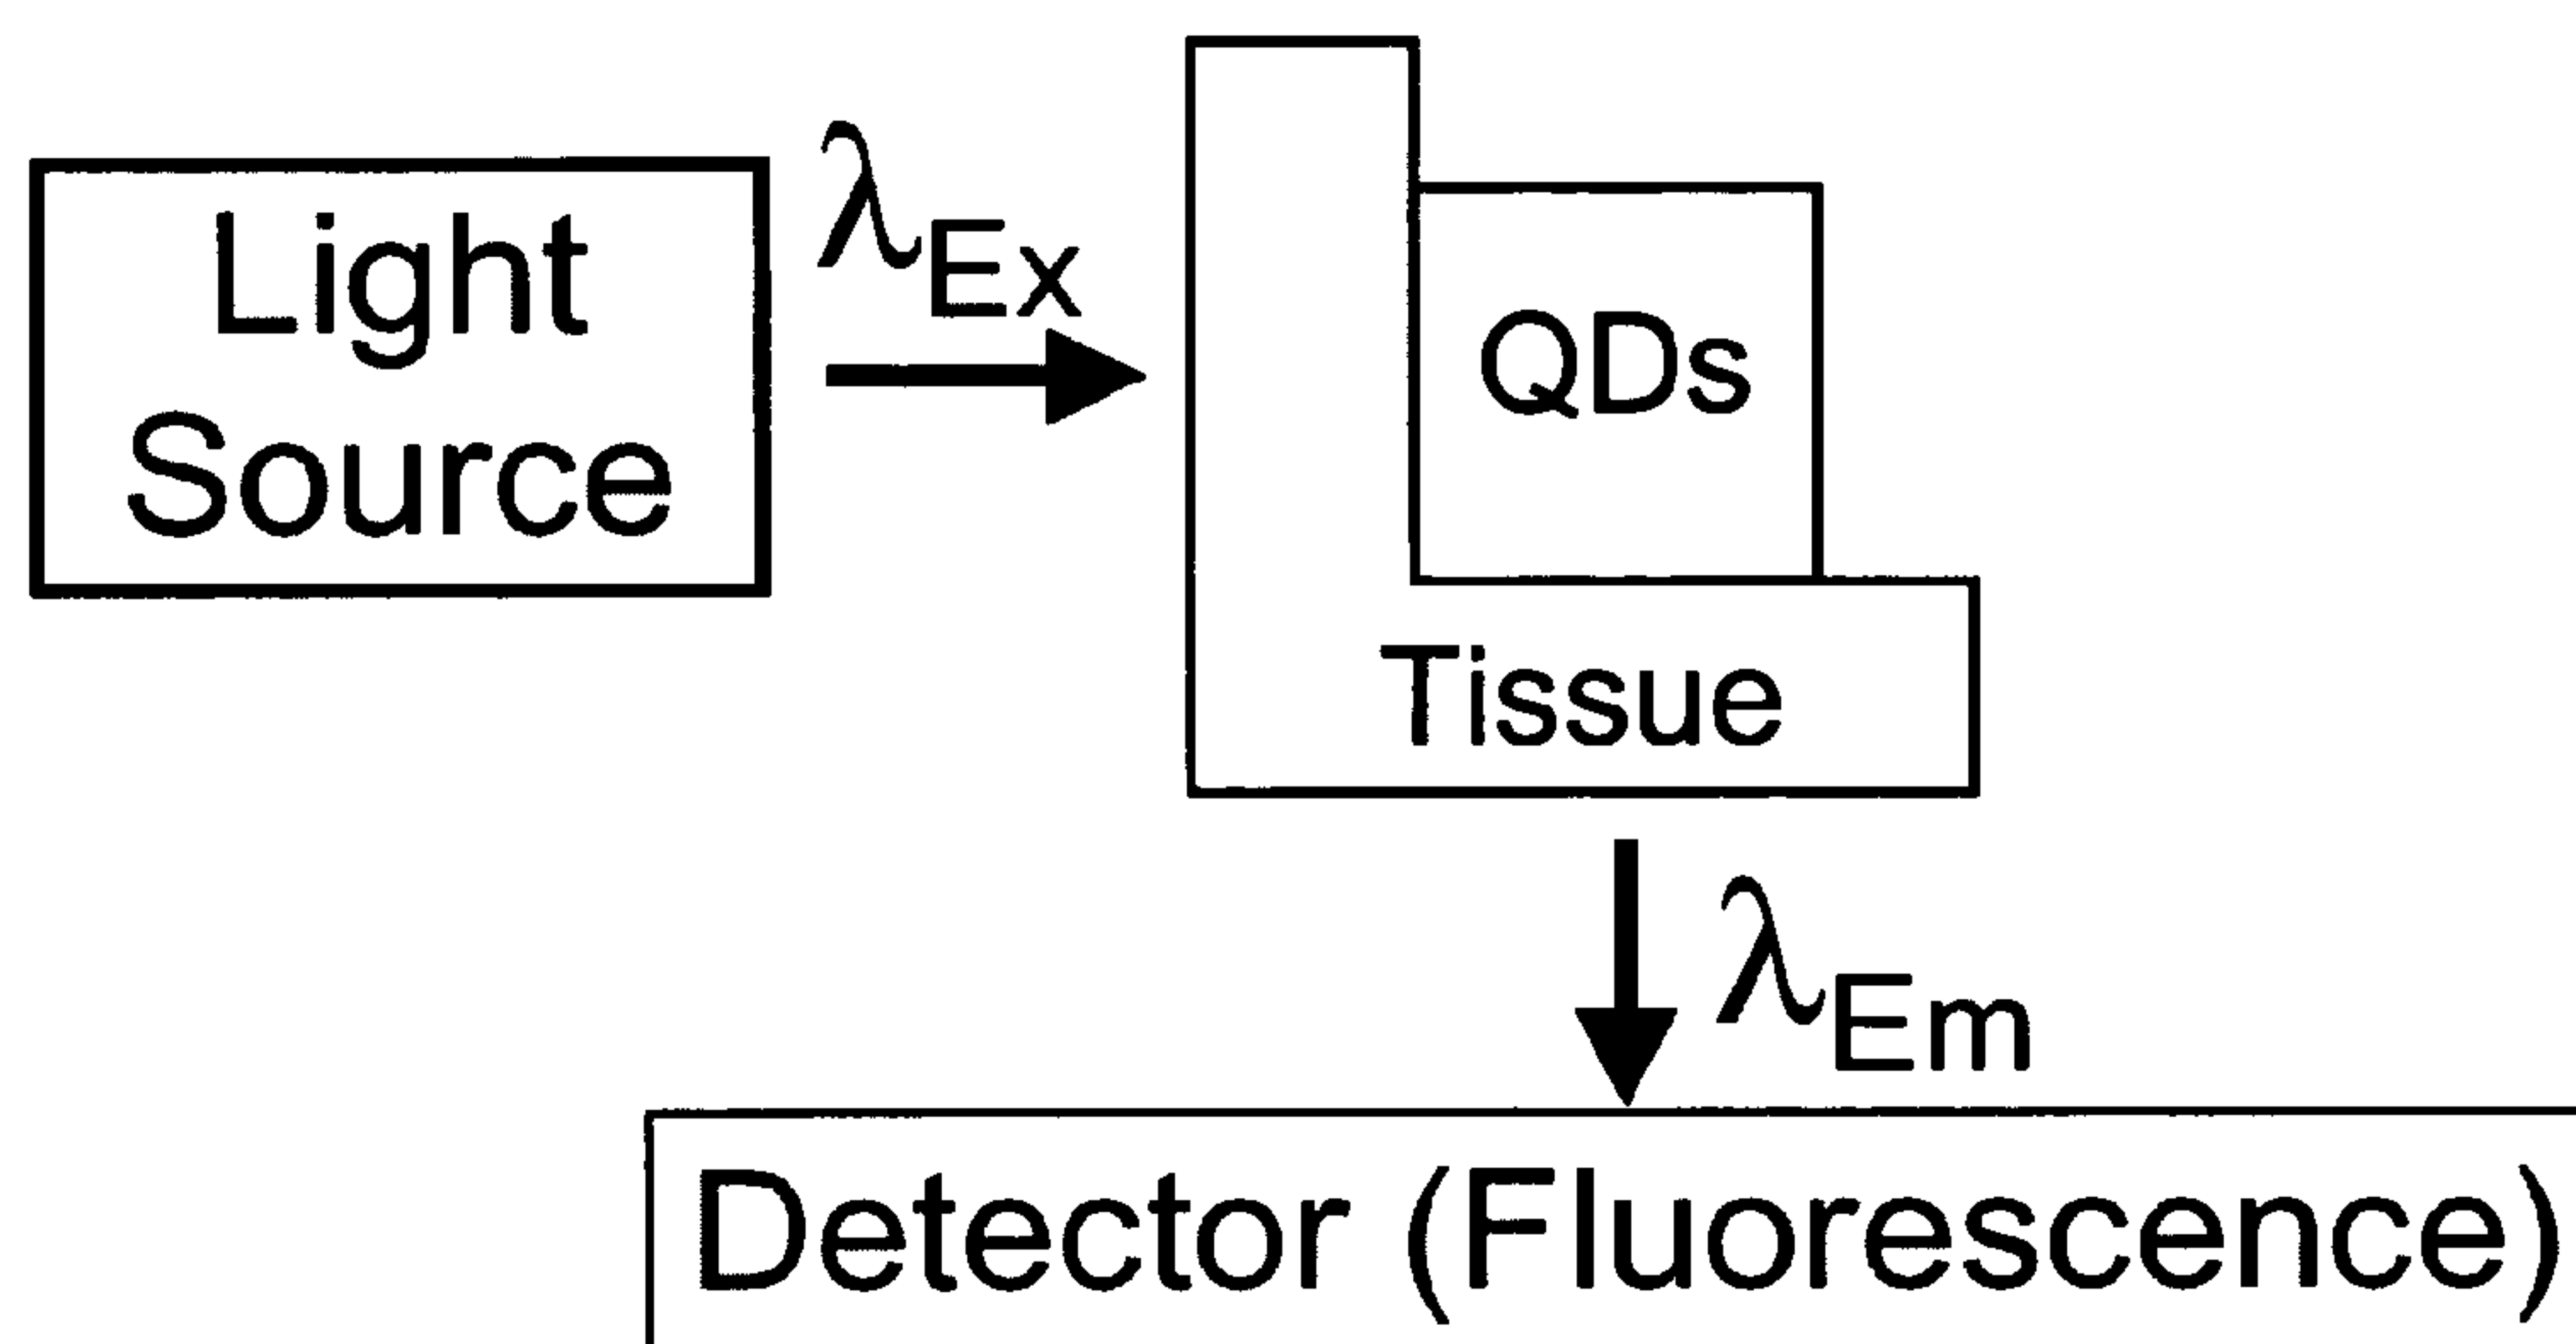 Light
Source
λEx
QDs
Tissue
λEm
Detector (Fluorescence)